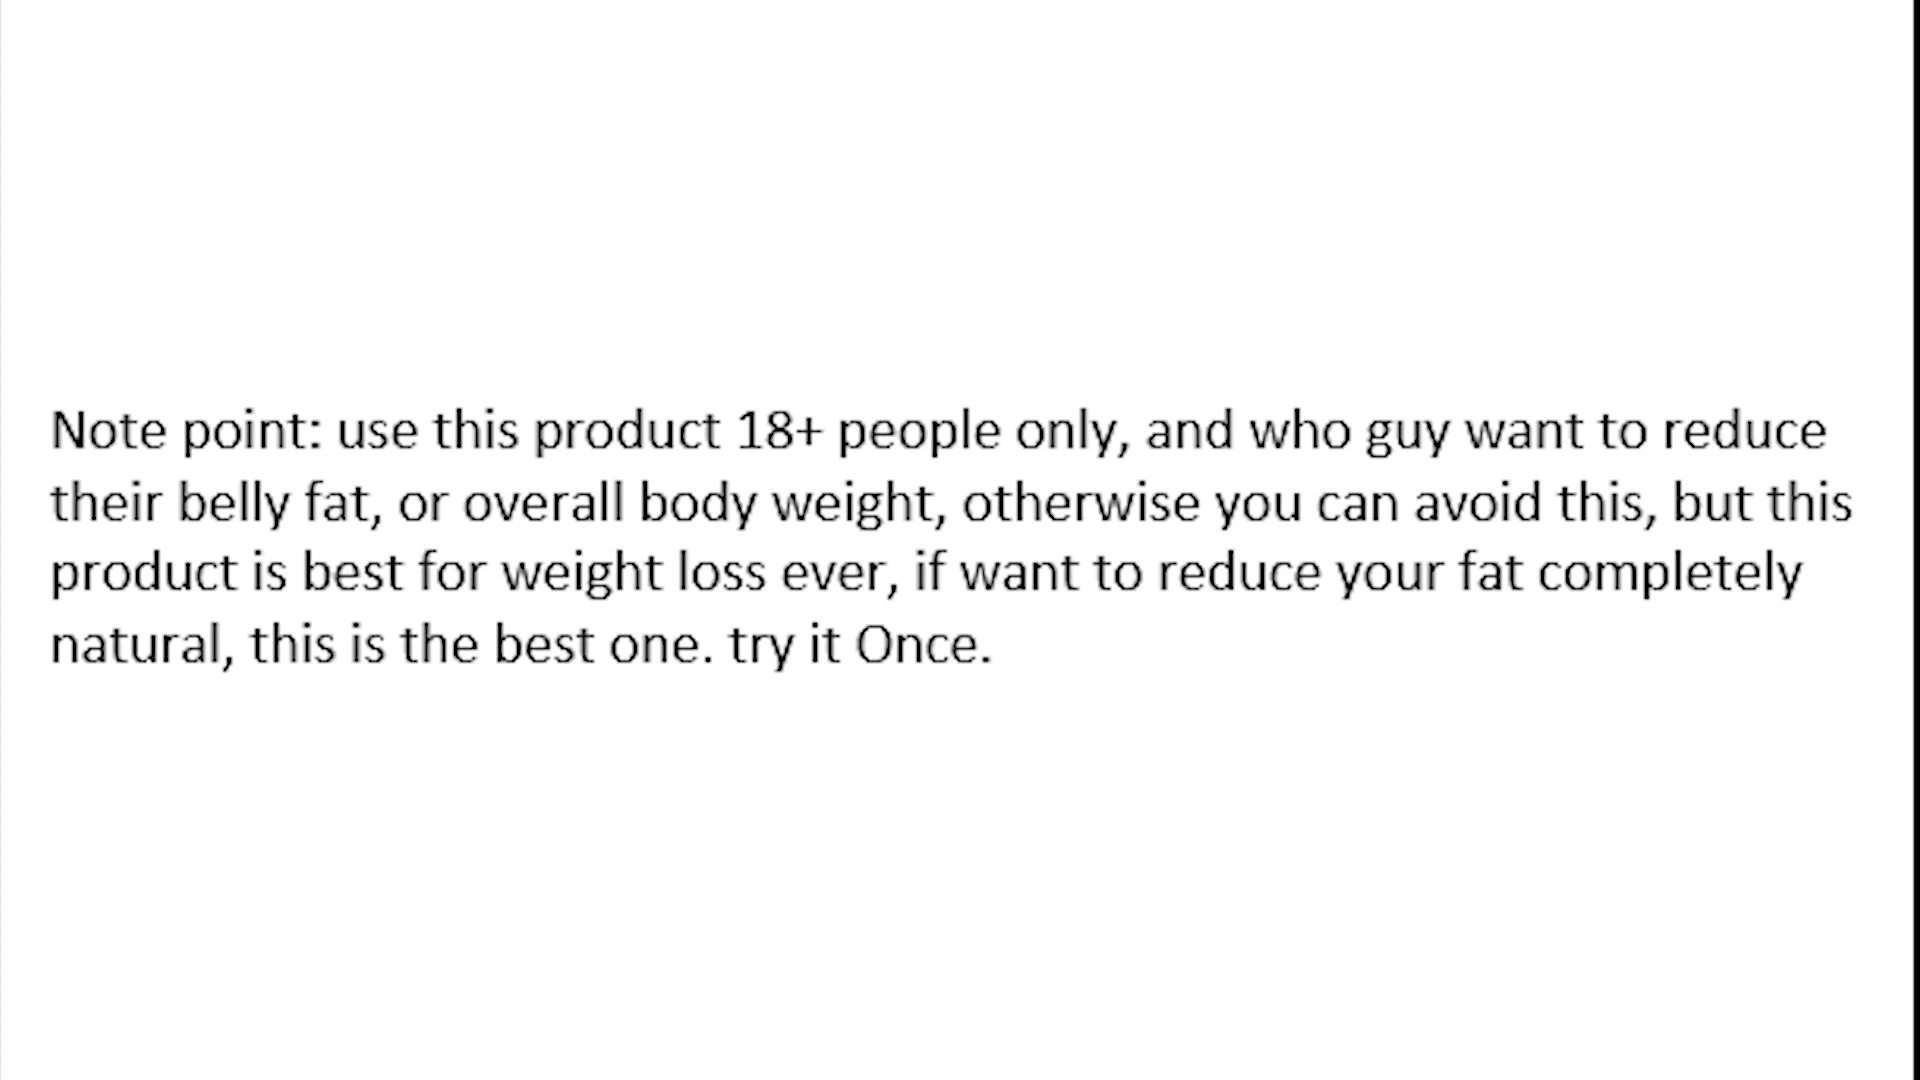 Note point: use this product 18+ people only, and who guy want to reduce
their belly fat, or overall body weight, otherwise you can avoid this, but this
product is best for weight loss ever, if want to reduce your fat completely
natural, this is the best one. try it Once.